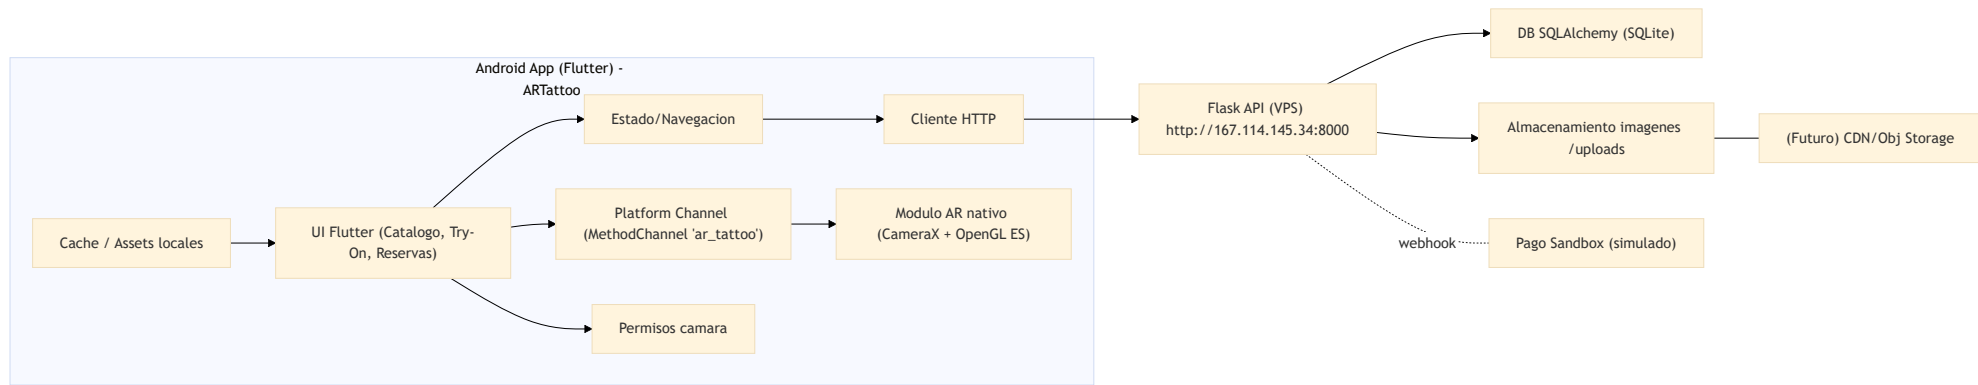 Android App (Flutter) -
ARTattoo
Cache / Assets locales
UI Flutter (Catalogo, Try-
On, Reservas)
Estado/Navegacion
Cliente HTTP
Platform Channel
(MethodChannel 'ar_tattoo')
Modulo AR nativo
(CameraX + OpenGL ES)
Permisos camara
Flask API (VPS)
http://167.114.145.34:8000
DB SQLAlchemy (SQLite)
Almacenamiento imagenes
/uploads
(Futuro) CDN/Obj Storage
webhook
Pago Sandbox (simulado)